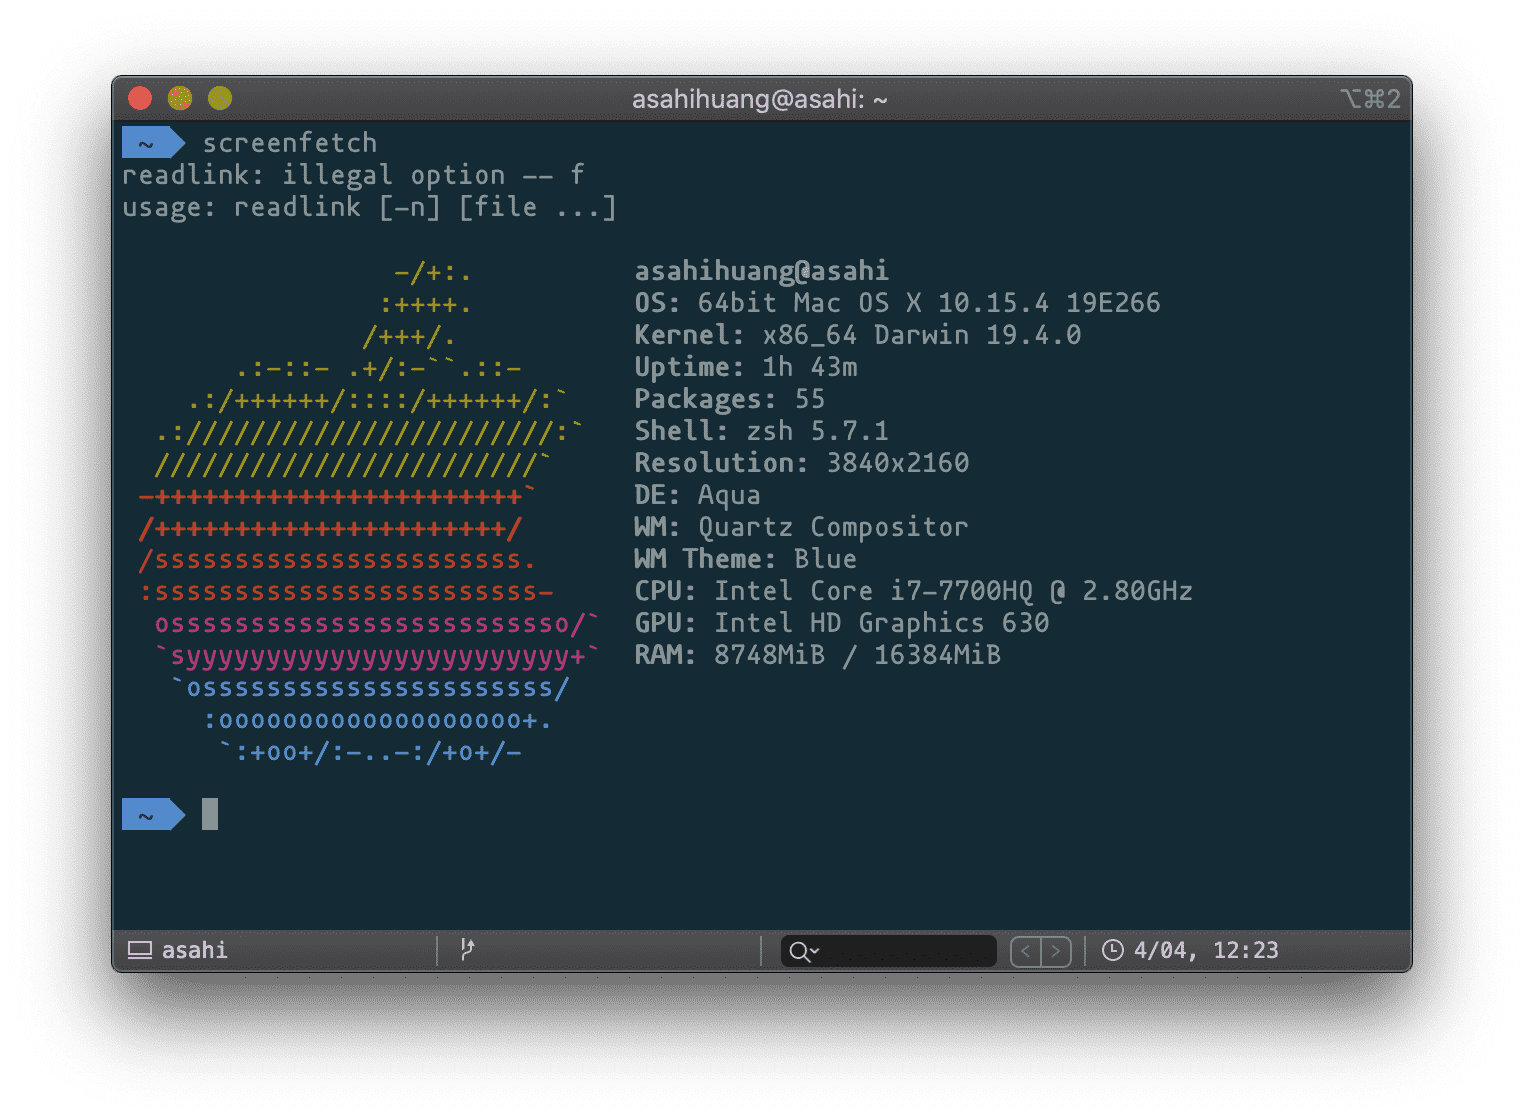 asahihuang@asahi: ~
⌥⌘2
~ screenfetch
readlink: illegal option -- f
usage: readlink [-n] [file ...]
-/+:.
:++++.
/+++/.
.:-::- .+/:-``.::-
.:/++++++/::::/++++++/:`
.:///////////////////////:`
////////////////////////`
-+++++++++++++++++++++++`
/++++++++++++++++++++++/
/sssssssssssssssssssssss.
:ssssssssssssssssssssssss-
osssssssssssssssssssssssso/`
`syyyyyyyyyyyyyyyyyyyyyyyy+`
`ossssssssssssssssssssss/
:ooooooooooooooooooo+.
`:+oo+/:-..-:/+o+/-
asahihuang@asahi
OS: 64bit Mac OS X 10.15.4 19E266
Kernel: x86_64 Darwin 19.4.0
Uptime: 1h 43m
Packages: 55
Shell: zsh 5.7.1
Resolution: 3840x2160
DE: Aqua
WM: Quartz Compositor
WM Theme: Blue
CPU: Intel Core i7-7700HQ @ 2.80GHz
GPU: Intel HD Graphics 630
RAM: 8748MiB / 16384MiB
~
asahi
4/04, 12:23